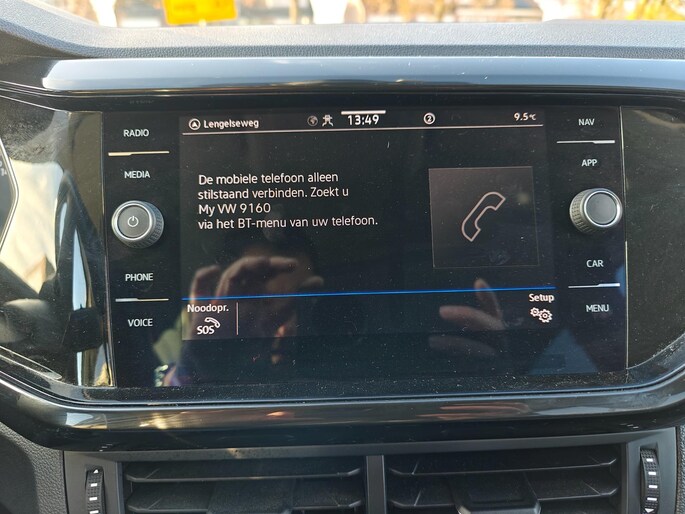 Lengelseweg 13:49 2 9.5°C
RADIO
MEDIA
PHONE
VOICE
De mobiele telefoon alleen
stilstaand verbinden. Zoekt u
My VW 9160
via het BT-menu van uw telefoon.
Noodopr.
SOS
Setup
NAV
APP
CAR
MENU